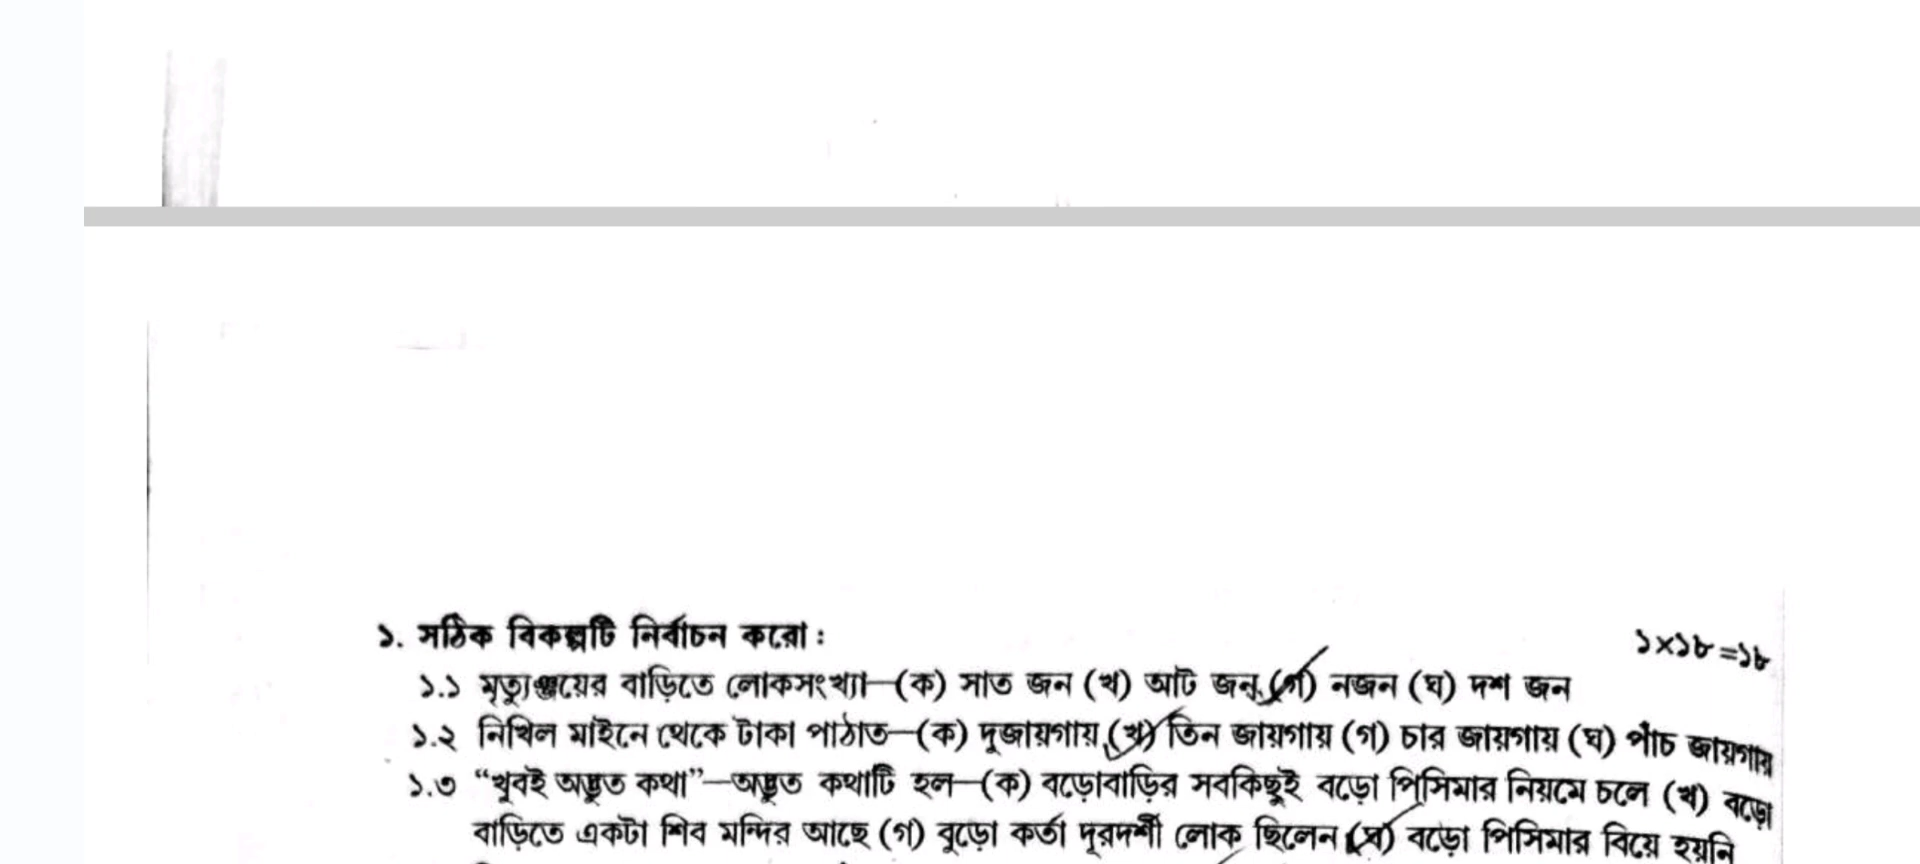 ১. সঠিক বিকল্পটি নির্বাচন করো :
১×১৮=১৮
১.১ মৃত্যুঞ্জয়ের বাড়িতে লোকসংখ্যা—(ক) সাত জন (খ) আট জন (গ) নজন (ঘ) দশ জন
১.২ নিখিল মাইনে থেকে টাকা পাঠাত—(ক) দুজায়গায় (খ) তিন জায়গায় (গ) চার জায়গায় (ঘ) পাঁচ জায়গায়
১.৩ “খুবই অদ্ভুত কথা”—অদ্ভুত কথাটি হল—(ক) বড়োবাড়ির সবকিছুই বড়ো পিসিমার নিয়মে চলে (খ) বড়ো
বাড়িতে একটা শিব মন্দির আছে (গ) বুড়ো কর্তা দূরদর্শী লোক ছিলেন (ঘ) বড়ো পিসিমার বিয়ে হয়নি